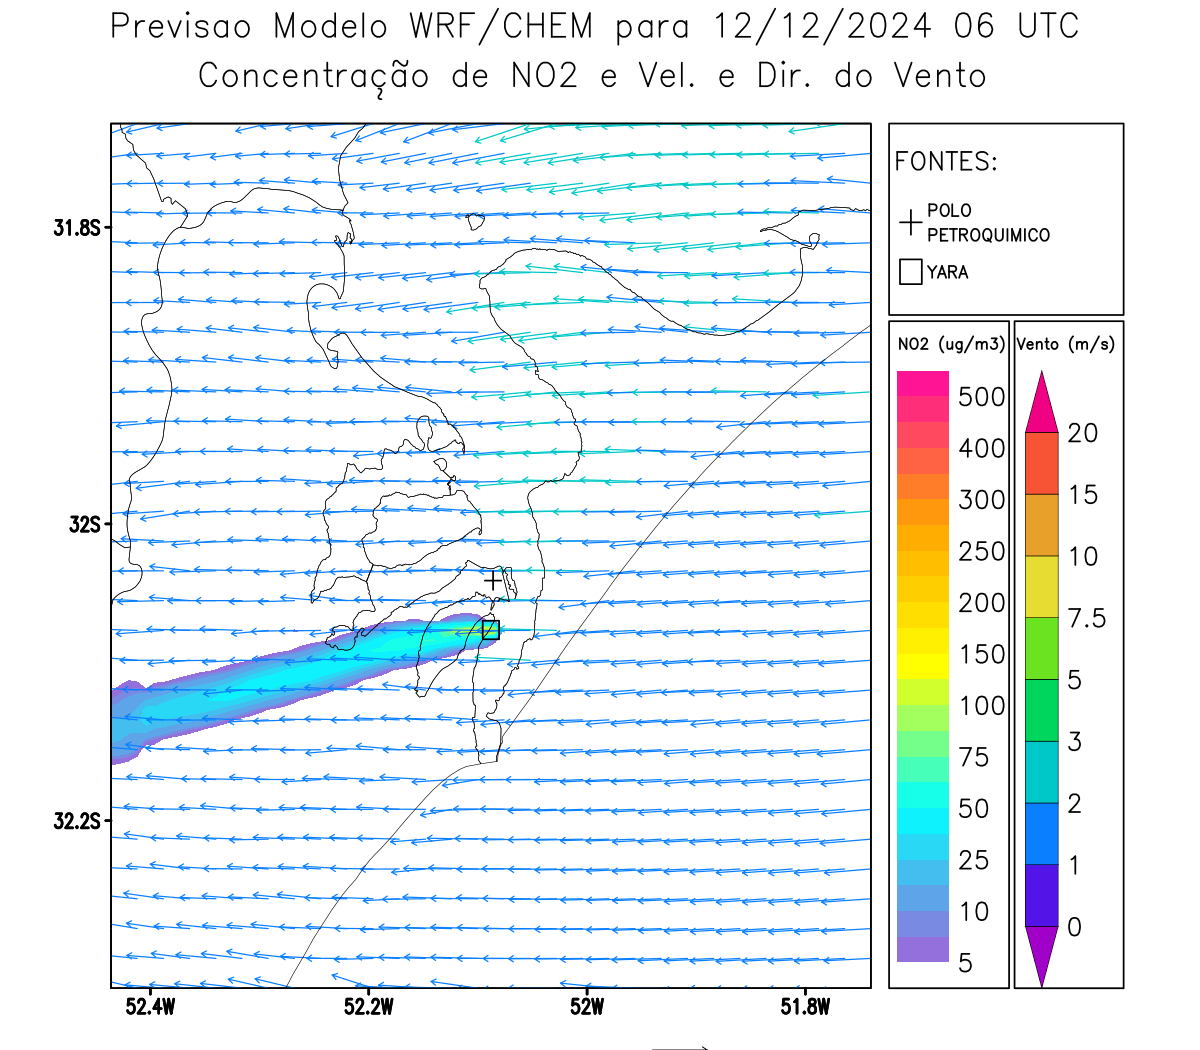 Previsao Modelo WRF/CHEM para 12/12/2024 06 UTC
Concentração de NO2 e Vel. e Dir. do Vento
FONTES:
POLO
PETROQUIMICO
YARA
NO2 (ug/m3)
500
400
300
250
200
150
100
75
50
25
10
5
Vento (m/s)
20
15
10
7.5
5
3
2
1
0
31.8S
32S
32.2S
52.4W
52.2W
52W
51.8W